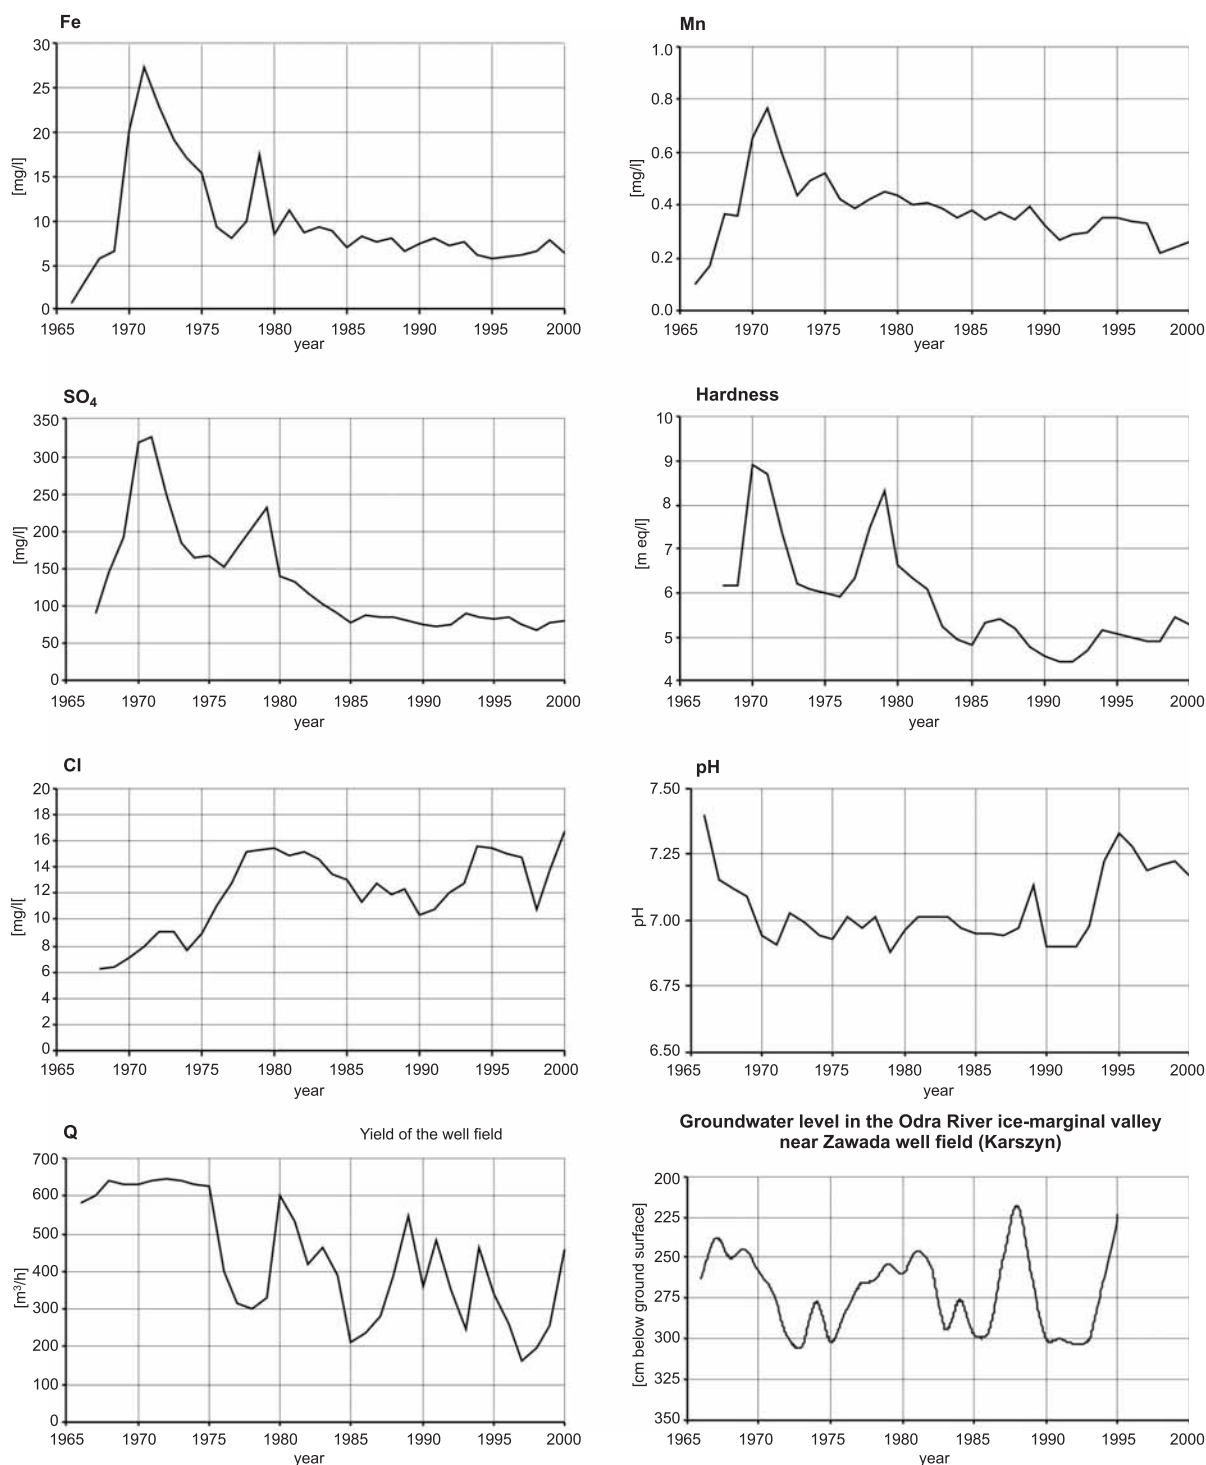 Fe
30
25
20
15
10
5
0
[mg/l]
1965 1970 1975 1980 1985 1990 1995 2000
year
Mn
1.0
0.8
0.6
0.4
0.2
0.0
[mg/l]
1965 1970 1975 1980 1985 1990 1995 2000
year
SO4
350
300
250
200
150
100
50
0
[mg/l]
1965 1970 1975 1980 1985 1990 1995 2000
year
Hardness
10
9
8
7
6
5
4
[m eq/l]
1965 1970 1975 1980 1985 1990 1995 2000
year
Cl
20
18
16
14
12
10
8
6
4
2
0
[mg/l[
1965 1970 1975 1980 1985 1990 1995 2000
year
pH
7.50
7.25
7.00
6.75
6.50
pH
1965 1970 1975 1980 1985 1990 1995 2000
year
Q
Yield of the well field
700
600
500
400
300
200
100
0
[m³/h]
1965 1970 1975 1980 1985 1990 1995 2000
year
Groundwater level in the Odra River ice-marginal valley
near Zawada well field (Karszyn)
200
225
250
275
300
325
350
[cm below ground surface]
1965 1970 1975 1980 1985 1990 1995 2000
year